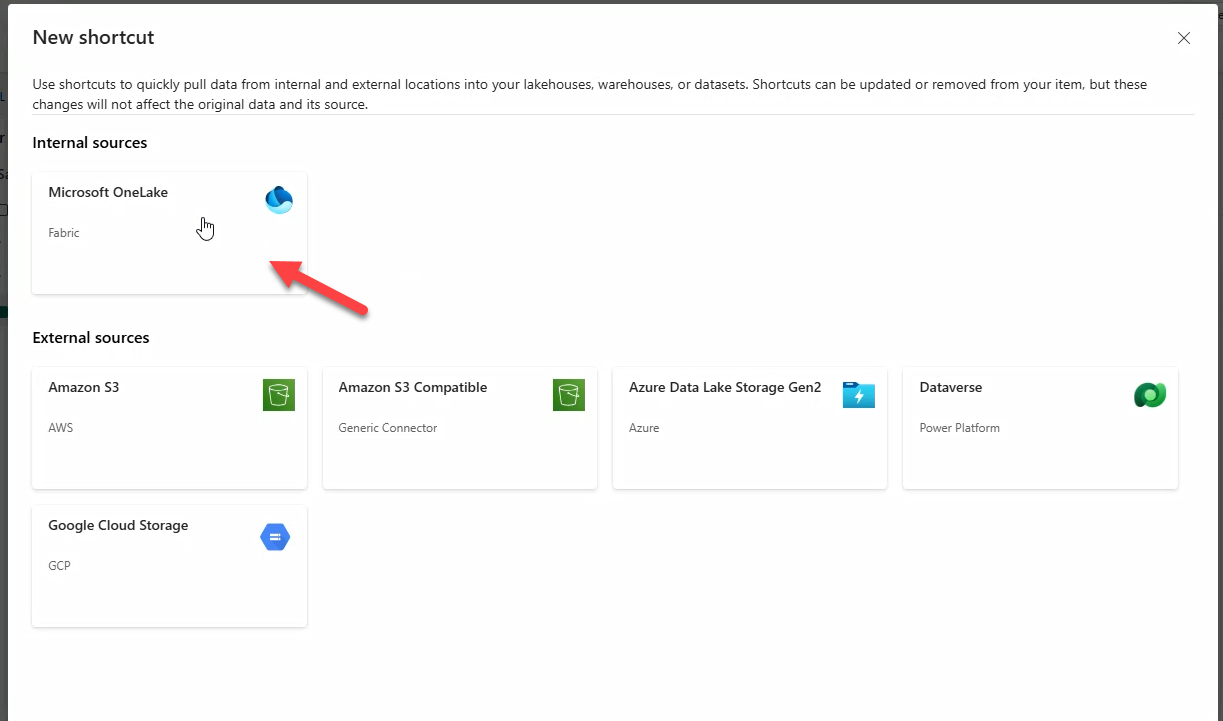 New shortcut
Use shortcuts to quickly pull data from internal and external locations into your lakehouses, warehouses, or datasets. Shortcuts can be updated or removed from your item, but these
changes will not affect the original data and its source.
Internal sources
Microsoft OneLake
Fabric
External sources
Amazon S3
AWS
Amazon S3 Compatible
Generic Connector
Azure Data Lake Storage Gen2
Azure
Dataverse
Power Platform
Google Cloud Storage
GCP